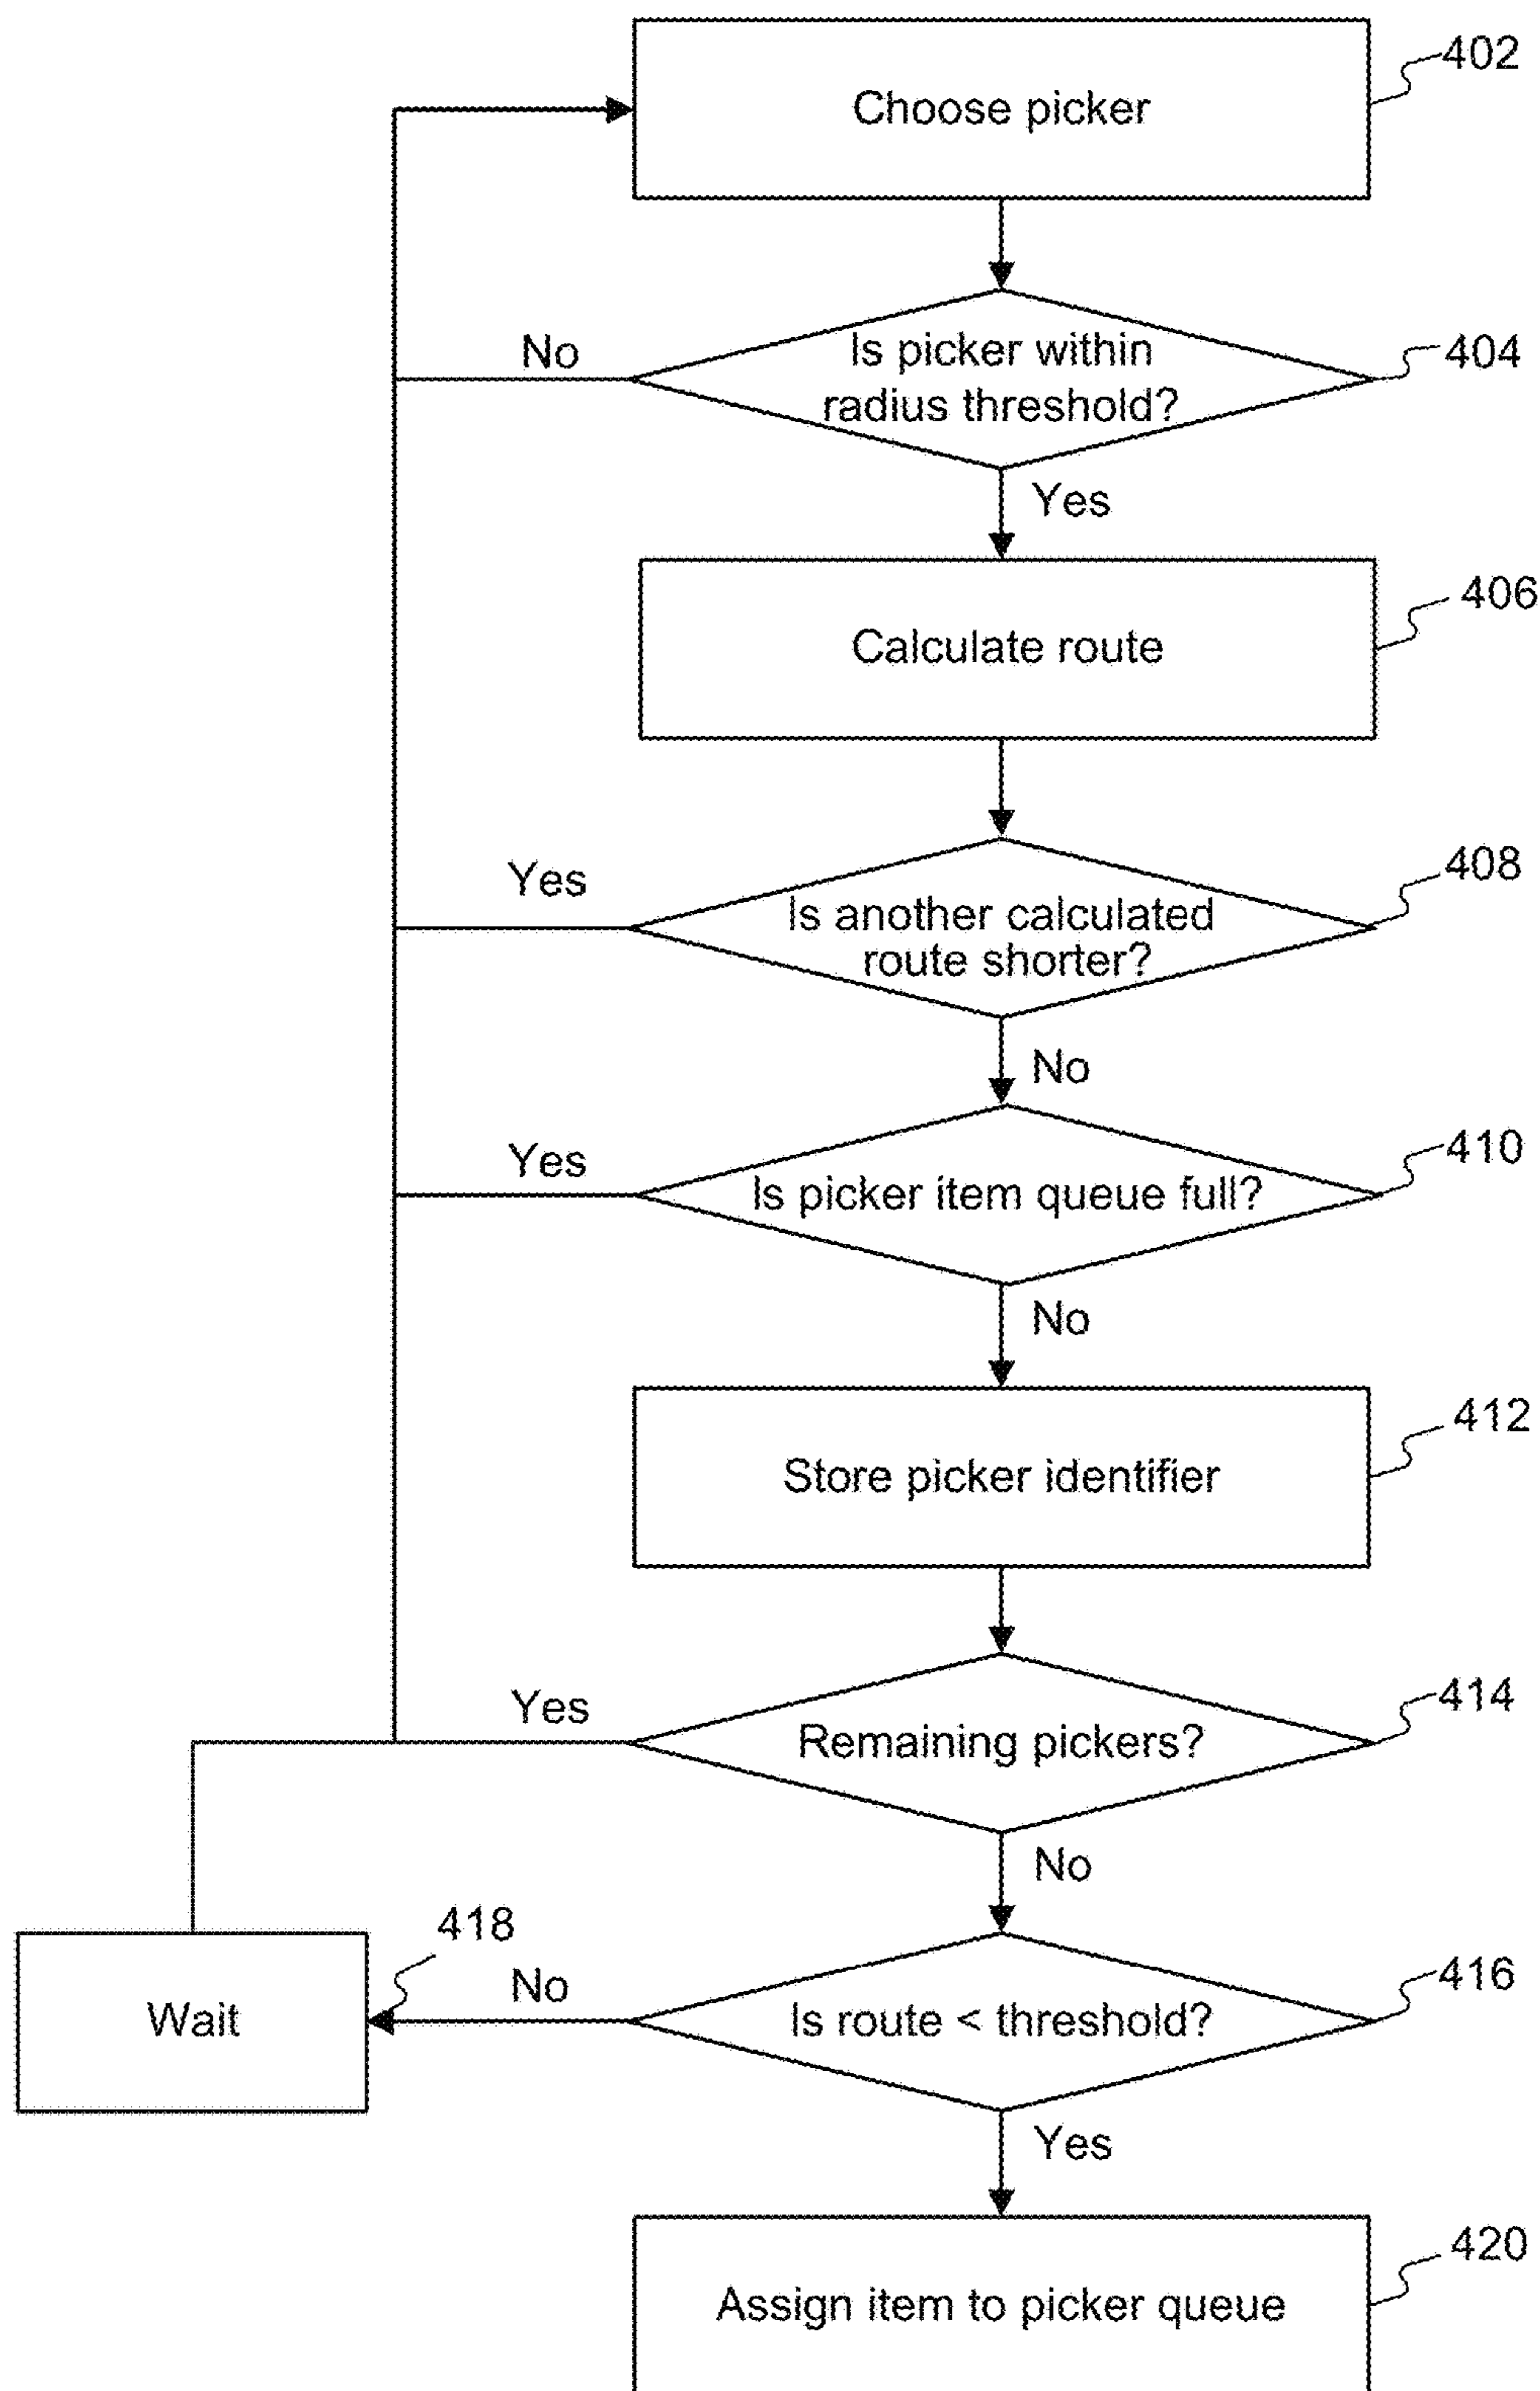 Choose picker
402
Is picker within
radius threshold?
404
No
Yes
Calculate route
406
Is another calculated
route shorter?
408
Yes
No
Is picker item queue full?
410
Yes
No
Store picker identifier
412
Remaining pickers?
414
Yes
No
Is route < threshold?
416
No
418
Wait
Yes
Assign item to picker queue
420